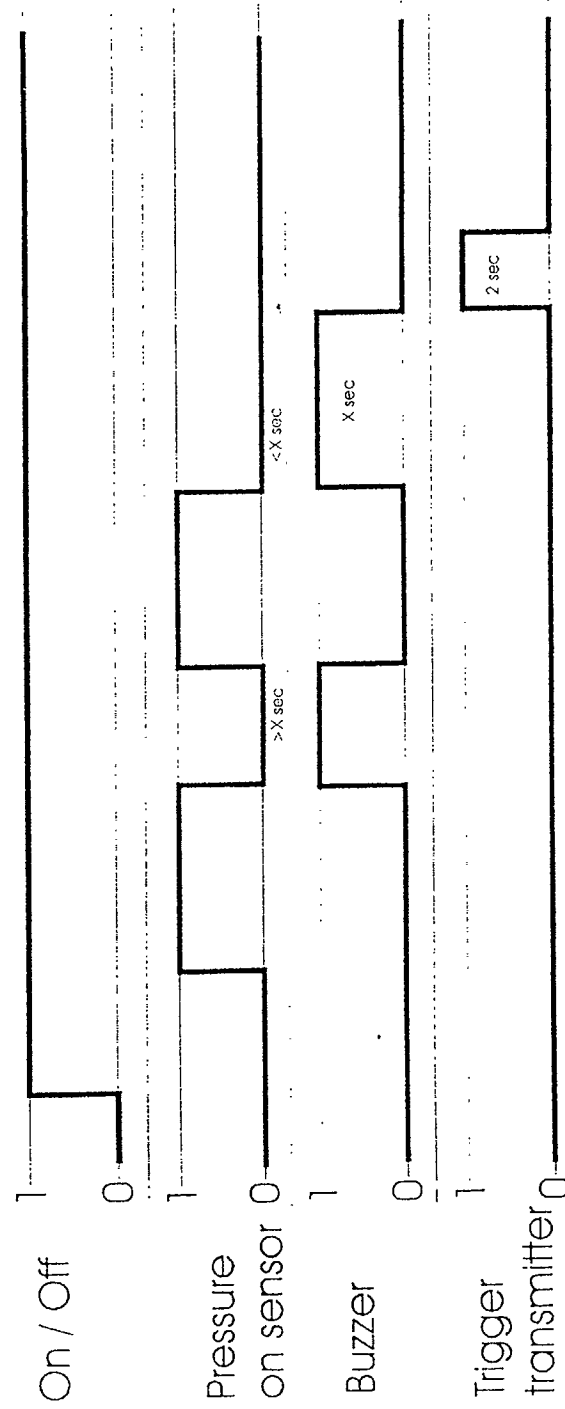 On / Off
1
0
Pressure
on sensor
1
0
>X sec
<X sec
Buzzer
1
0
X sec
Trigger
transmitter
1
0
2 sec